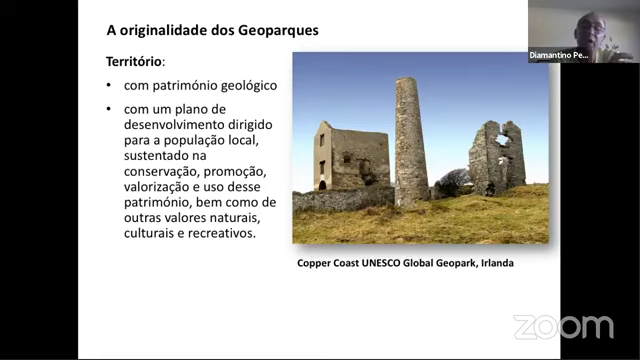 A originalidade dos Geoparques
Território:
• com património geológico
• com um plano de
desenvolvimento dirigido
para a população local,
sustentado na
conservação, promoção,
valorização e uso desse
património, bem como de
outras valores naturais,
culturais e recreativos.
Copper Coast UNESCO Global Geopark, Irlanda
Diamantino Pe...
zoom